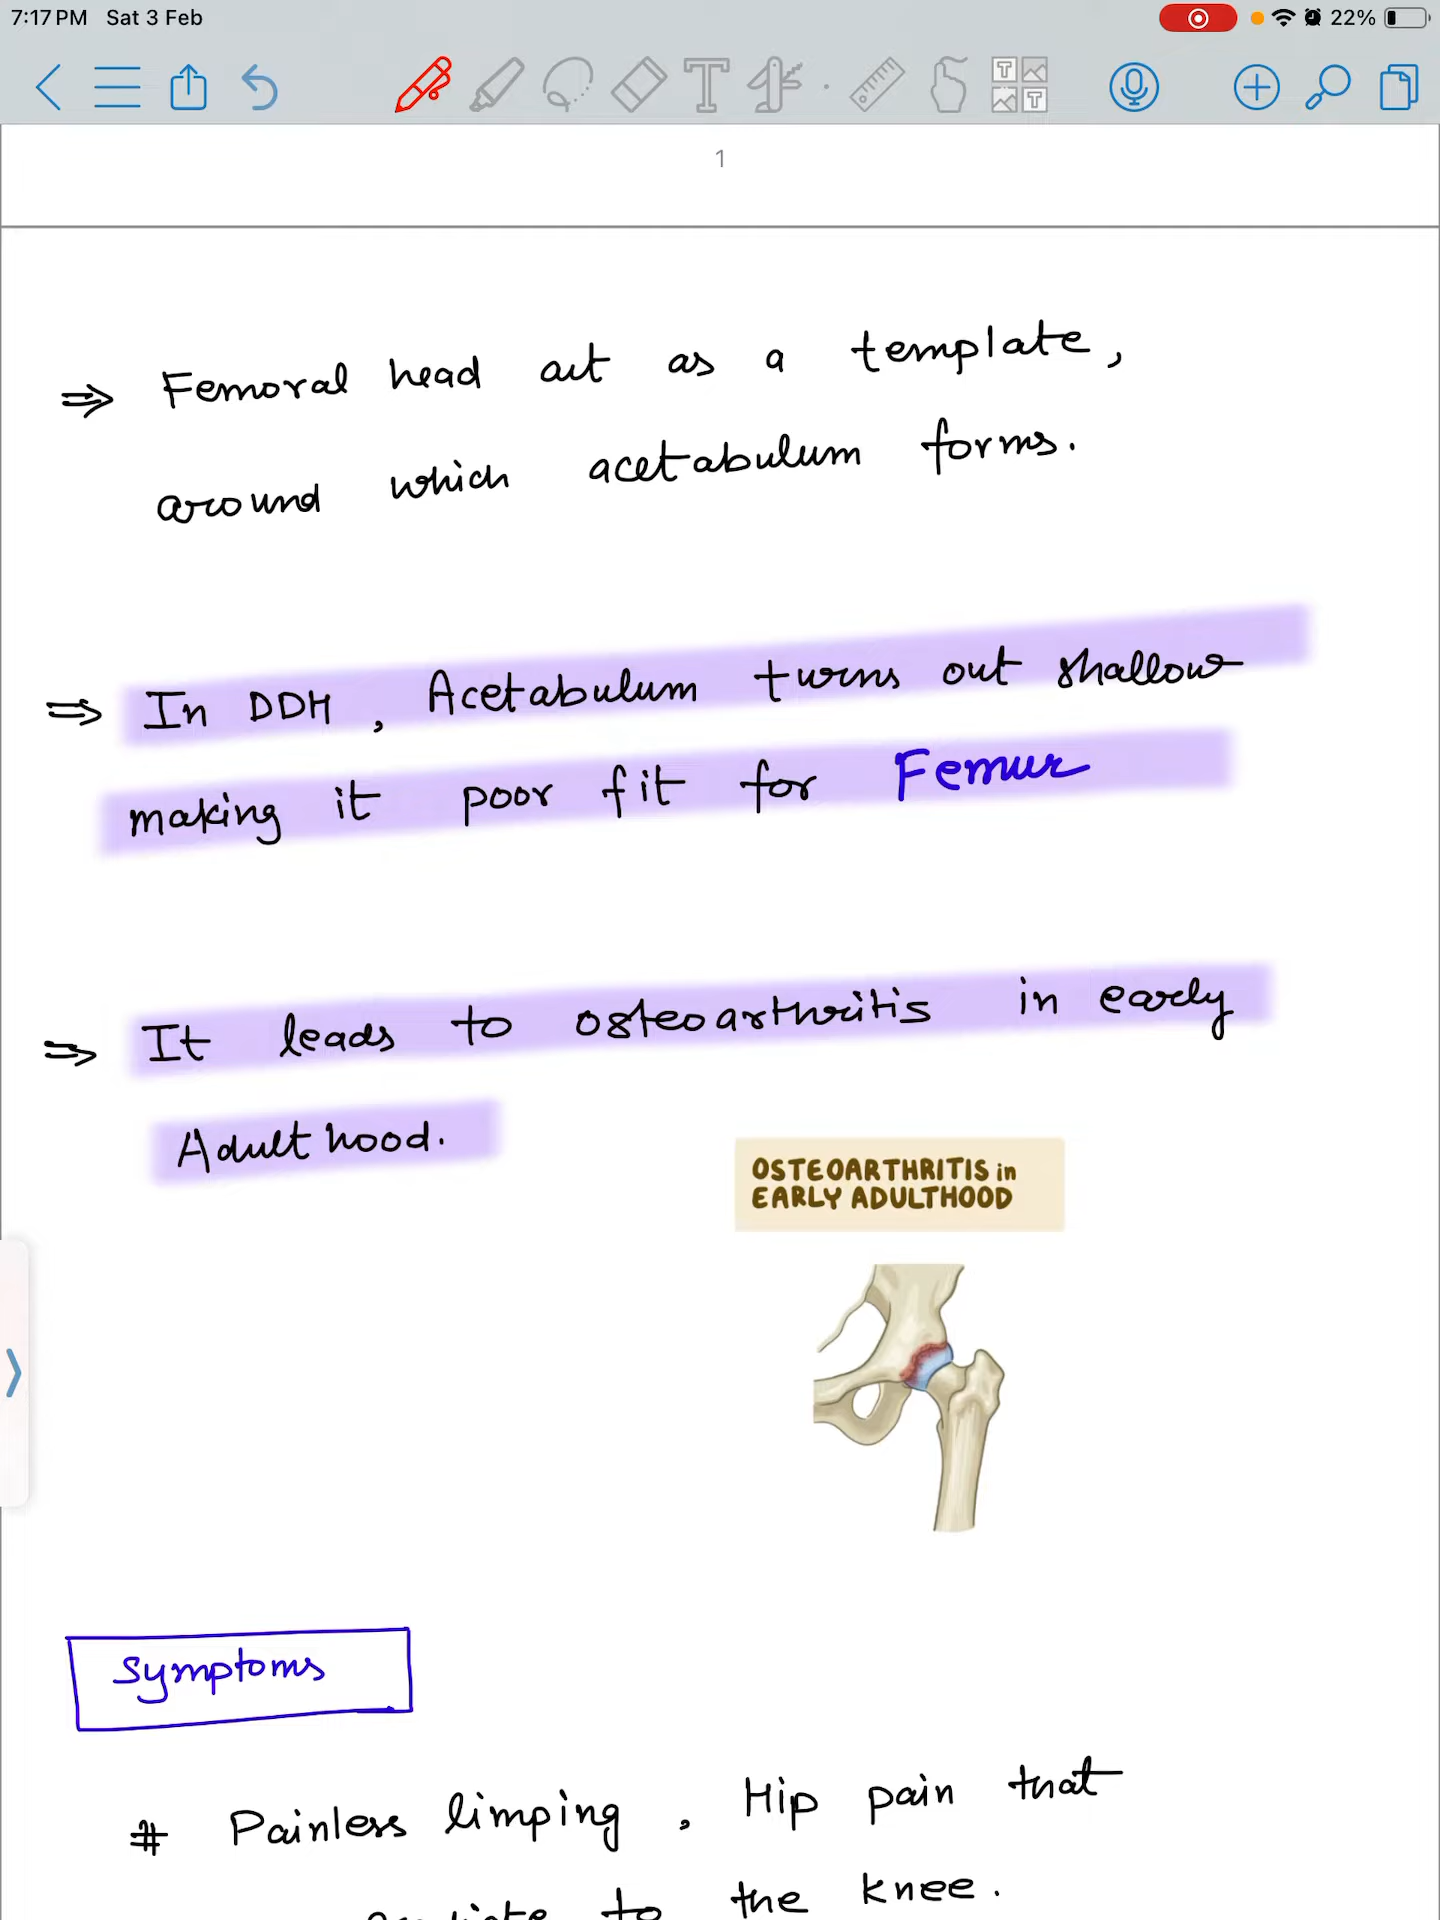 7:17 PM Sat 3 Feb
22%
1
⇒ Femoral head act as a template,
around which acetabulum forms.
⇒ In DDH, Acetabulum turns out shallow
making it poor fit for Femur
⇒ It leads to osteoarthritis in early
Adulthood.
OSTEOARTHRITIS in
EARLY ADULTHOOD
Symptoms
# Painless limping, Hip pain that
to the knee.